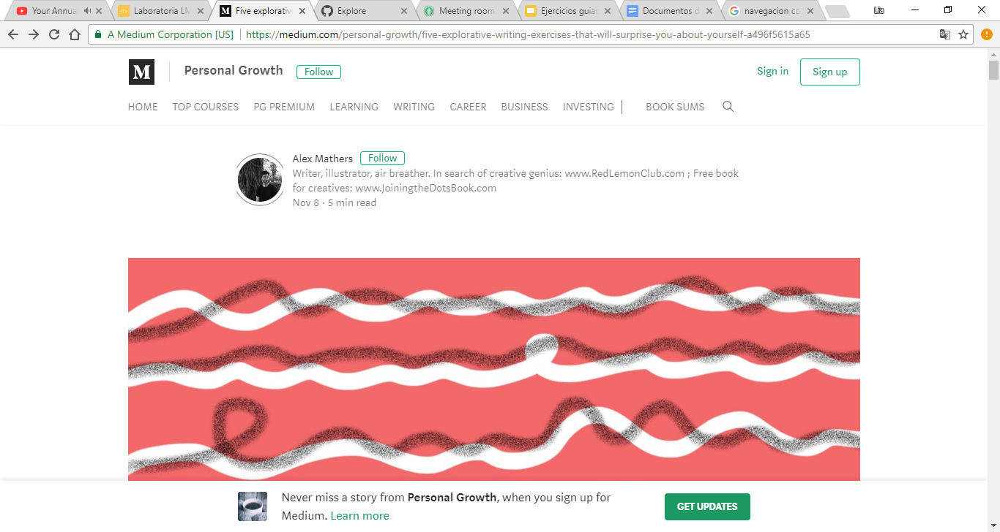 Your Annua
Laboratoria LM
Five explorative
Explore
Meeting room
Ejercicios guia
Documentos d
navegacion co
A Medium Corporation [US]
https://medium.com/personal-growth/five-explorative-writing-exercises-that-will-surprise-you-about-yourself-a496f5615a65
M
Personal Growth
Follow
Sign in
Sign up
HOME TOP COURSES PG PREMIUM LEARNING WRITING CAREER BUSINESS INVESTING BOOK SUMS
Alex Mathers
Follow
Writer, illustrator, air breather. In search of creative genius: www.RedLemonClub.com ; Free book
for creatives: www.JoiningtheDotsBook.com
Nov 8 · 5 min read
Never miss a story from Personal Growth, when you sign up for
Medium. Learn more
GET UPDATES